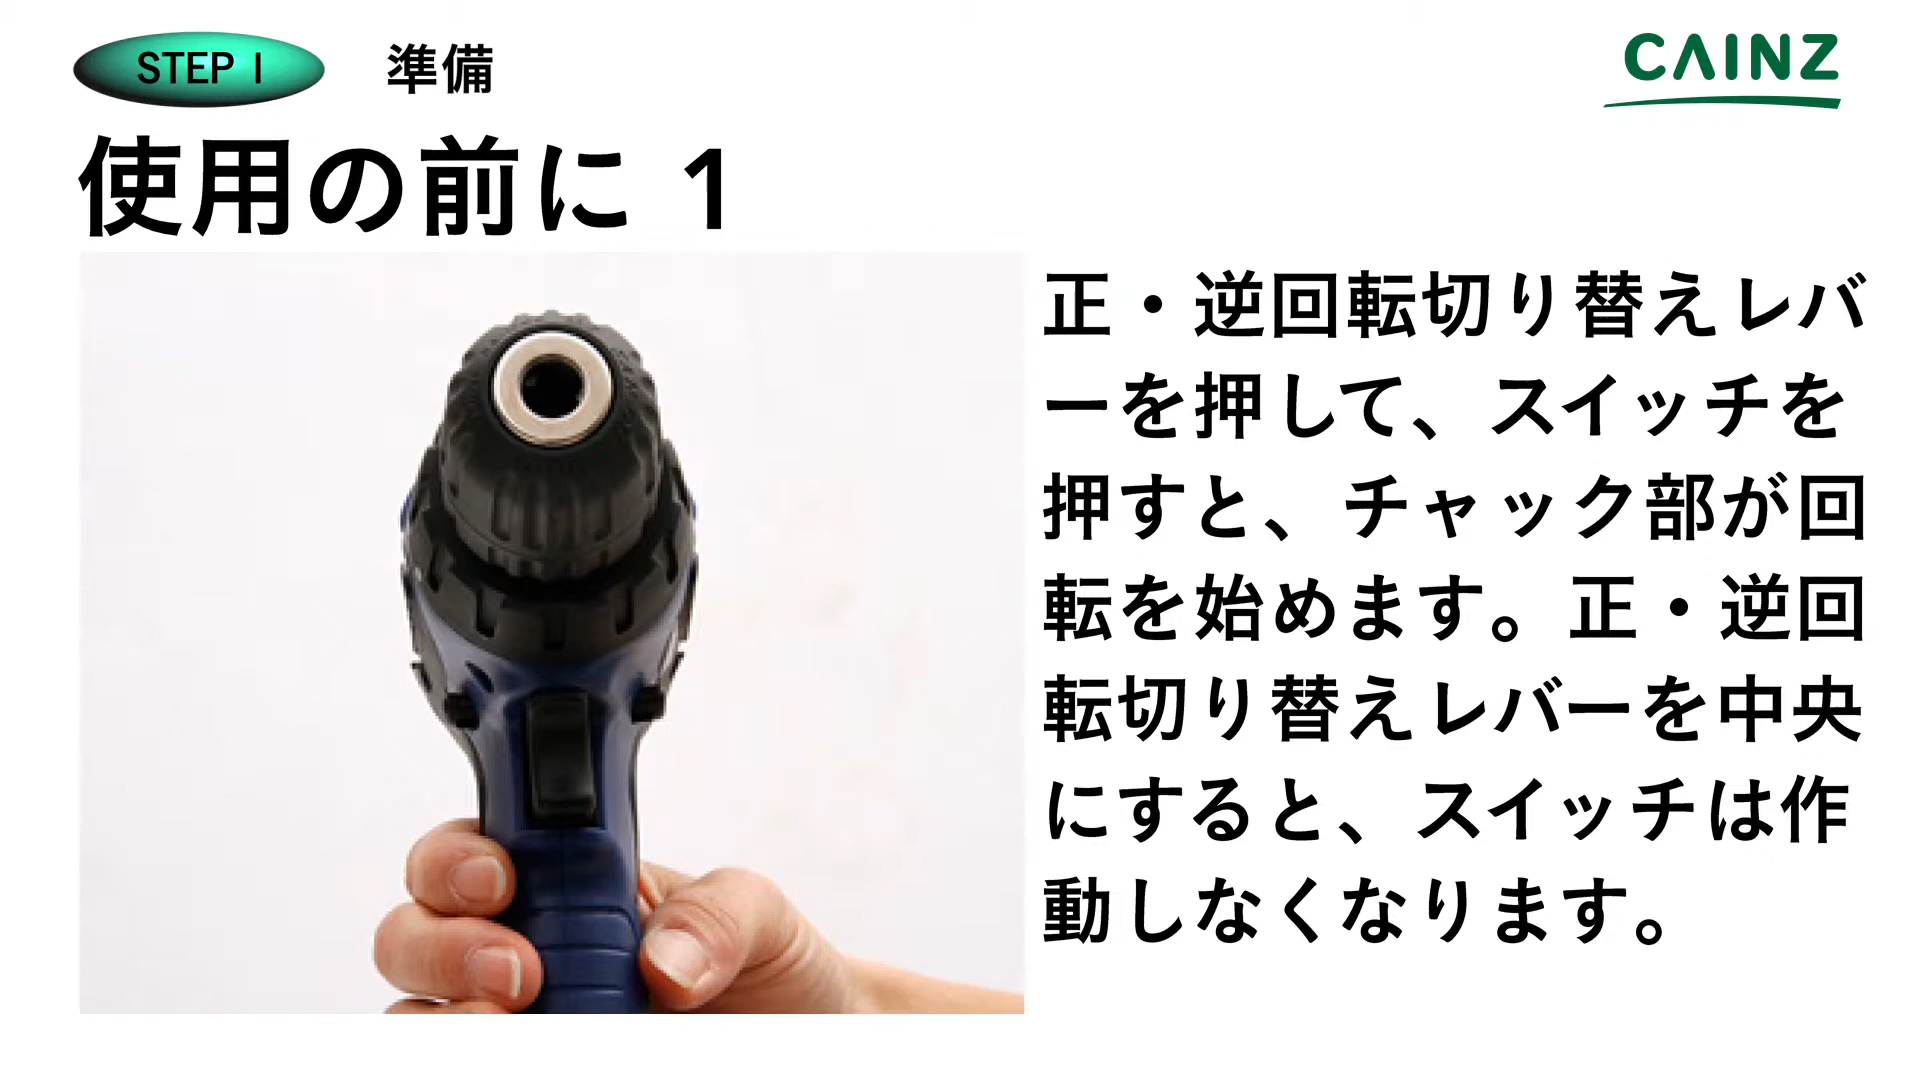 STEP 1
準備
CAINZ
使用の前に 1
正・逆回転切り替えレバ
ーを押して、スイッチを
押すと、チャック部が回
転を始めます。正・逆回
転切り替えレバーを中央
にすると、スイッチは作
動しなくなります。